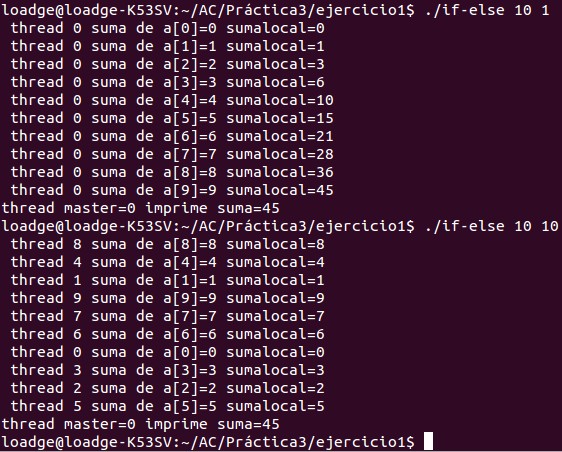 loadge@loadge-K53SV:~/AC/Práctica3/ejercicio1$ ./if-else 10 1
thread 0 suma de a[0]=0 sumalocal=0
thread 0 suma de a[1]=1 sumalocal=1
thread 0 suma de a[2]=2 sumalocal=3
thread 0 suma de a[3]=3 sumalocal=6
thread 0 suma de a[4]=4 sumalocal=10
thread 0 suma de a[5]=5 sumalocal=15
thread 0 suma de a[6]=6 sumalocal=21
thread 0 suma de a[7]=7 sumalocal=28
thread 0 suma de a[8]=8 sumalocal=36
thread 0 suma de a[9]=9 sumalocal=45
thread master=0 imprime suma=45
loadge@loadge-K53SV:~/AC/Práctica3/ejercicio1$ ./if-else 10 10
thread 8 suma de a[8]=8 sumalocal=8
thread 4 suma de a[4]=4 sumalocal=4
thread 1 suma de a[1]=1 sumalocal=1
thread 9 suma de a[9]=9 sumalocal=9
thread 7 suma de a[7]=7 sumalocal=7
thread 6 suma de a[6]=6 sumalocal=6
thread 0 suma de a[0]=0 sumalocal=0
thread 3 suma de a[3]=3 sumalocal=3
thread 2 suma de a[2]=2 sumalocal=2
thread 5 suma de a[5]=5 sumalocal=5
thread master=0 imprime suma=45
loadge@loadge-K53SV:~/AC/Práctica3/ejercicio1$